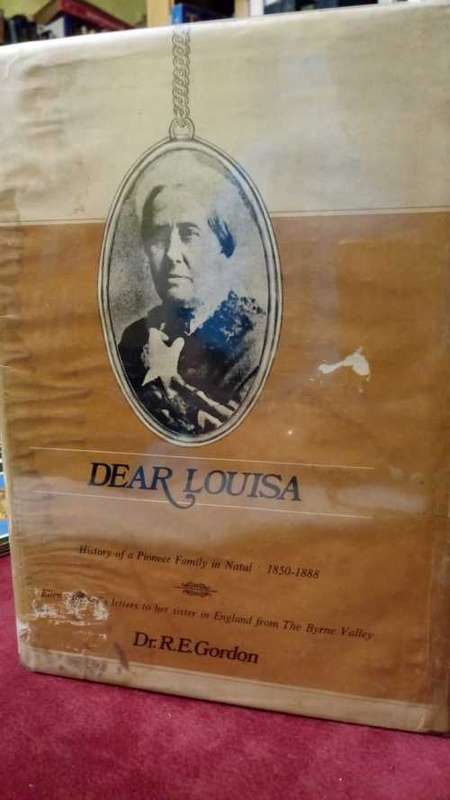 DEAR LOUISA
History of a Pioneer Family in Natal 1850-1888
Ellen letters to her sister in England from The Byrne Valley
Dr. R.E. Gordon